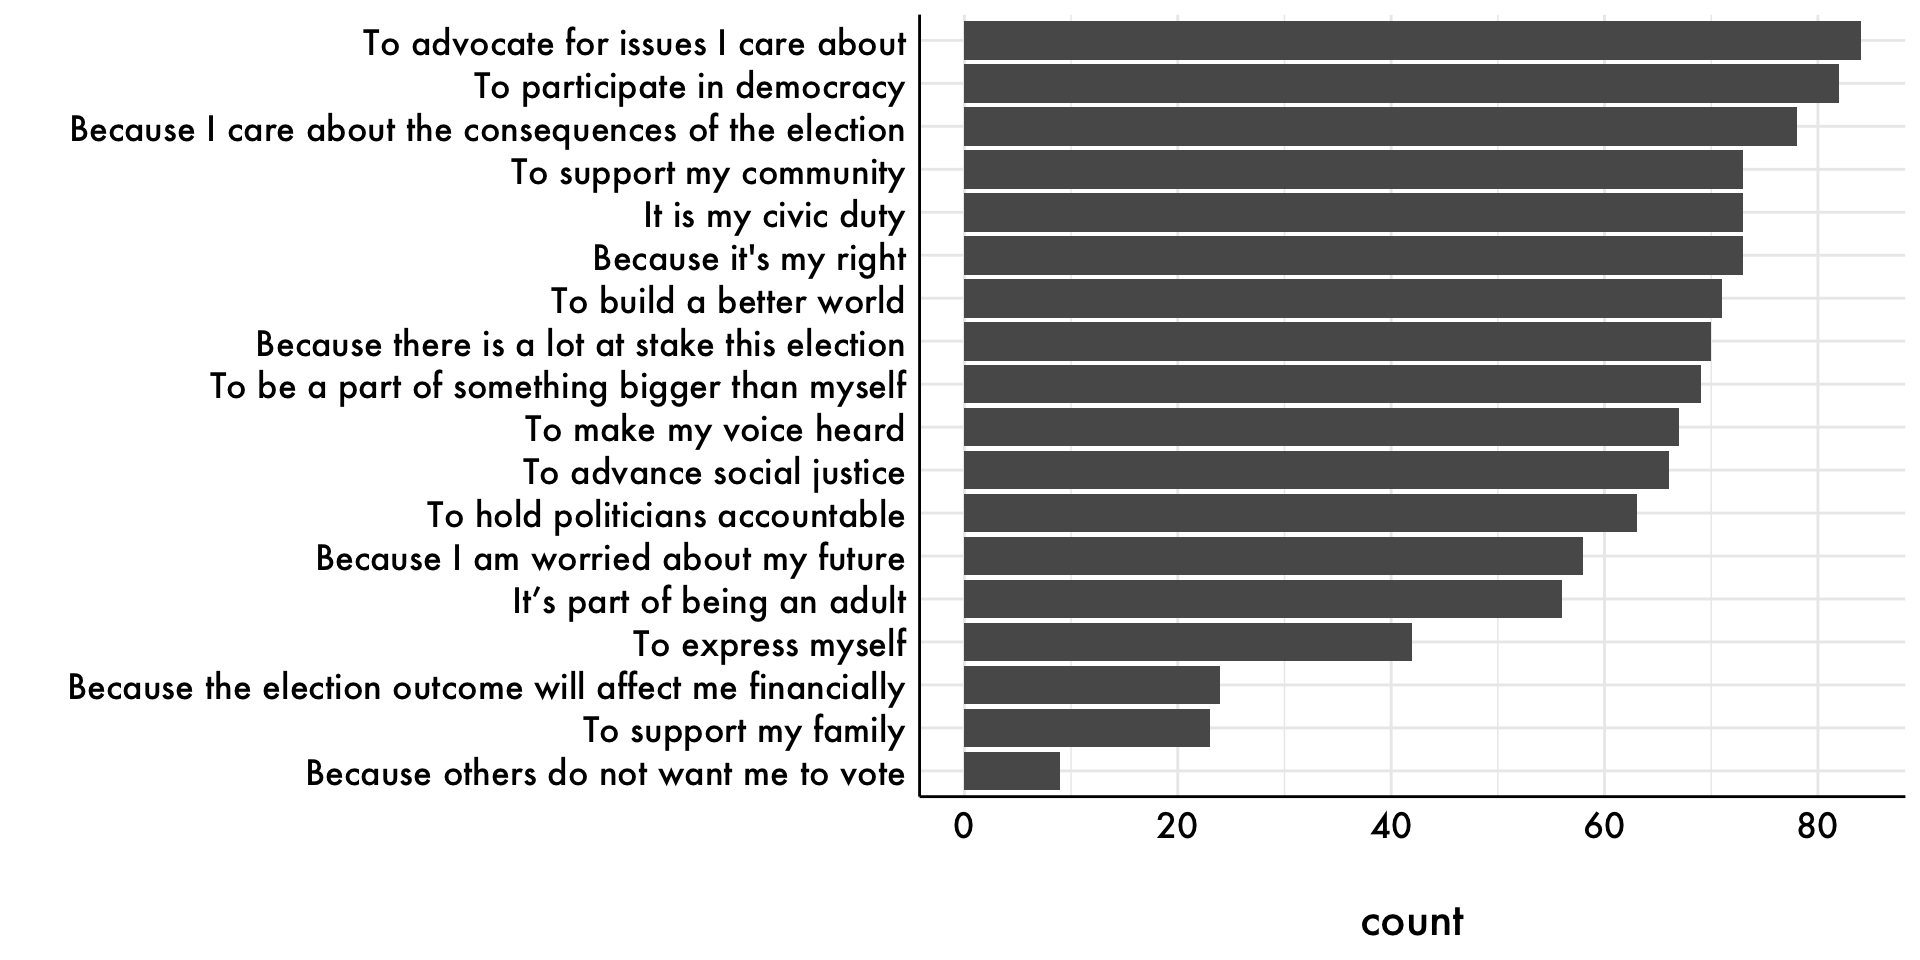 To advocate for issues I care about
To participate in democracy
Because I care about the consequences of the election
To support my community
It is my civic duty
Because it's my right
To build a better world
Because there is a lot at stake this election
To be a part of something bigger than myself
To make my voice heard
To advance social justice
To hold politicians accountable
Because I am worried about my future
It’s part of being an adult
To express myself
Because the election outcome will affect me financially
To support my family
Because others do not want me to vote
0 20 40 60 80
count